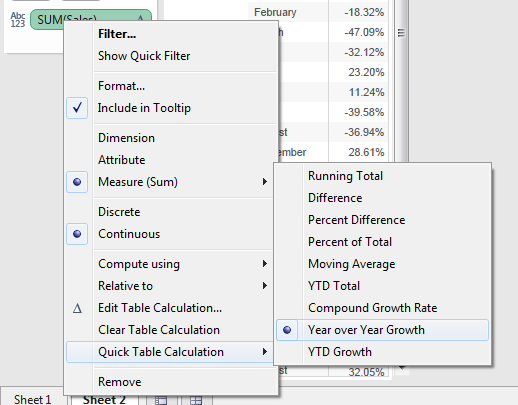 Abc
123
SUM(Sales)
February -18.32%
-47.09%
-32.12%
23.20%
11.24%
-39.58%
-36.94%
28.61%
Filter...
Show Quick Filter
Format...
Include in Tooltip
Dimension
Attribute
Measure (Sum)
Discrete
Continuous
Compute using
Relative to
Δ Edit Table Calculation...
Clear Table Calculation
Quick Table Calculation
Remove
Running Total
Difference
Percent Difference
Percent of Total
Moving Average
YTD Total
Compound Growth Rate
Year over Year Growth
YTD Growth
32.05%
Sheet 1
Sheet 2